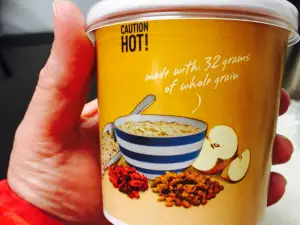 CAUTION
HOT!
made with 32 grams
of whole grain